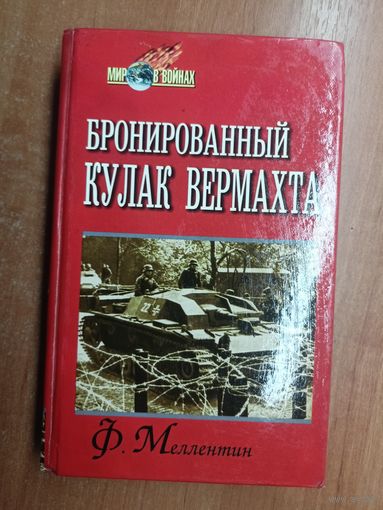 МИР В ВОЙНАХ
БРОНИРОВАННЫЙ
КУЛАК ВЕРМАХТА
Ф. Меллентин